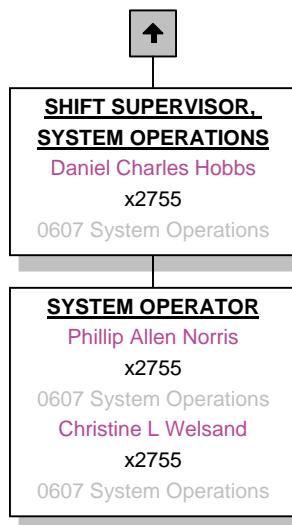 SHIFT SUPERVISOR,
SYSTEM OPERATIONS
Daniel Charles Hobbs
x2755
0607 System Operations
SYSTEM OPERATOR
Phillip Allen Norris
x2755
0607 System Operations
Christine L Welsand
x2755
0607 System Operations